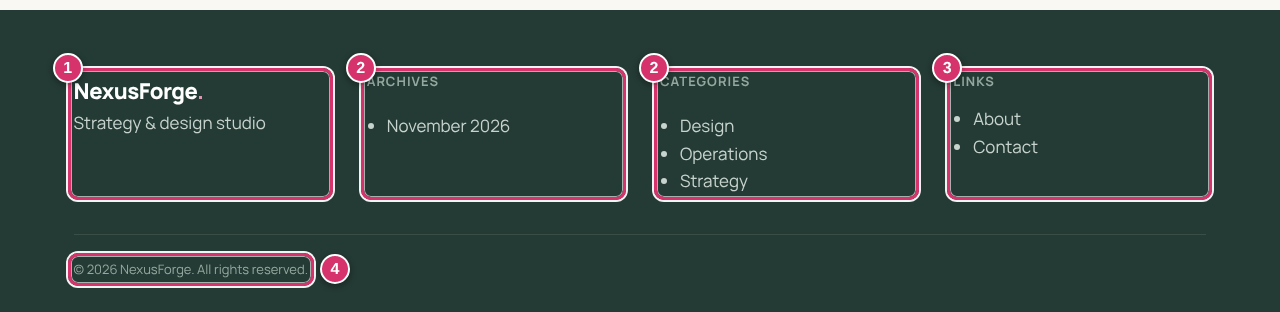 1
NexusForge.
Strategy & design studio
2
ARCHIVES
November 2026
2
CATEGORIES
Design
Operations
Strategy
3
LINKS
About
Contact
© 2026 NexusForge. All rights reserved.
4